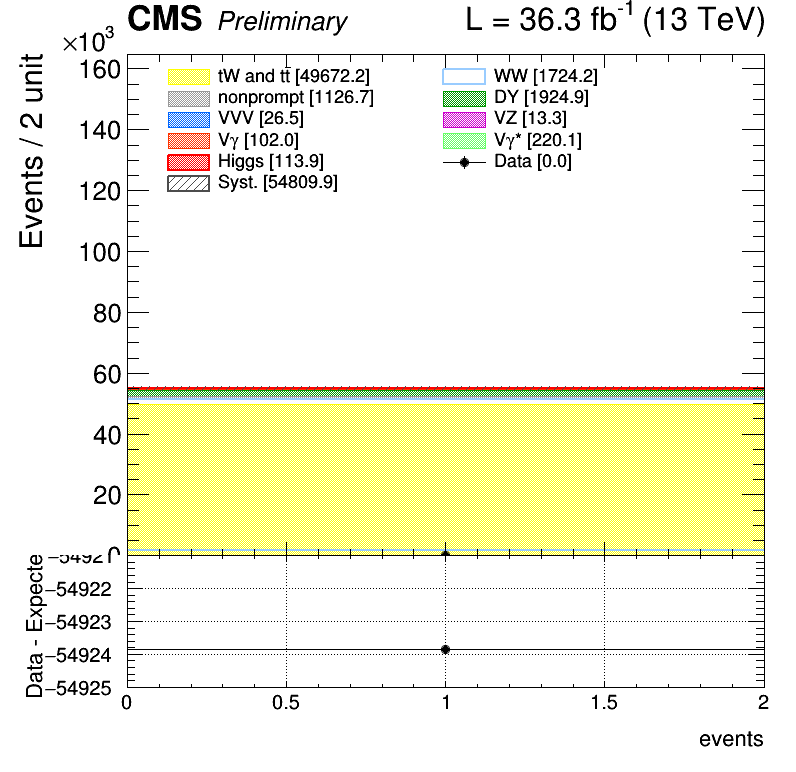 CMS Preliminary L = 36.3 fb⁻¹ (13 TeV)
×10³
Events / 2 unit
160
140
120
100
80
60
40
20
tW and tt̄ [49672.2]
nonprompt [1126.7]
VVV [26.5]
Vγ [102.0]
Higgs [113.9]
Syst. [54809.9]
WW [1724.2]
DY [1924.9]
VZ [13.3]
Vγ* [220.1]
Data [0.0]
Data - Expecte
−54922
−54923
−54924
−54925
0 0.5 1 1.5 2
events